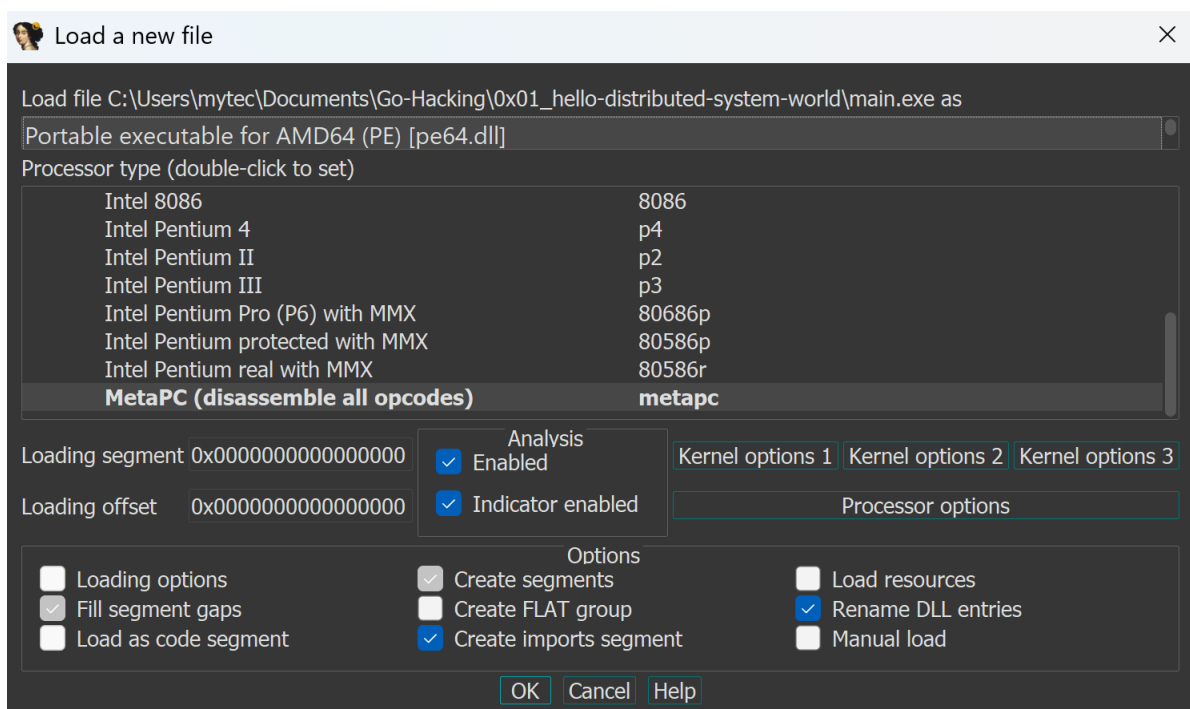 Load a new file
Load file C:\Users\mytec\Documents\Go-Hacking\0x01_hello-distributed-system-world\main.exe as
Portable executable for AMD64 (PE) [pe64.dll]
Processor type (double-click to set)
Intel 8086 8086
Intel Pentium 4 p4
Intel Pentium II p2
Intel Pentium III p3
Intel Pentium Pro (P6) with MMX 80686p
Intel Pentium protected with MMX 80586p
Intel Pentium real with MMX 80586r
MetaPC (disassemble all opcodes) metapc
Analysis
Loading segment 0x0000000000000000 Enabled Kernel options 1 Kernel options 2 Kernel options 3
Loading offset 0x0000000000000000 Indicator enabled Processor options
Options
Loading options Create segments Load resources
Fill segment gaps Create FLAT group Rename DLL entries
Load as code segment Create imports segment Manual load
OK Cancel Help